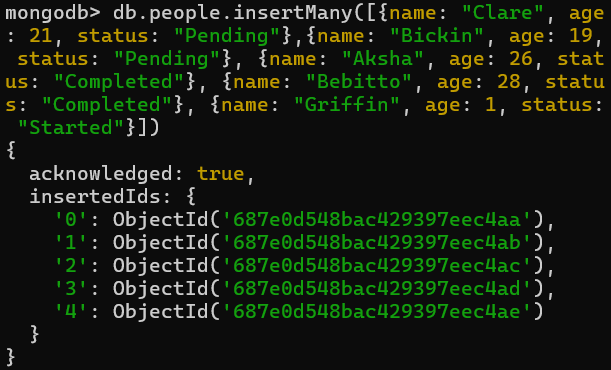 mongodb> db.people.insertMany([{name: "Clare", age
: 21, status: "Pending"},{name: "Bickin", age: 19,
 status: "Pending"}, {name: "Aksha", age: 26, stat
us: "Completed"}, {name: "Bebitto", age: 28, statu
s: "Completed"}, {name: "Griffin", age: 1, status:
 "Started"}])
{
  acknowledged: true,
  insertedIds: {
    '0': ObjectId('687e0d548bac429397eec4aa'),
    '1': ObjectId('687e0d548bac429397eec4ab'),
    '2': ObjectId('687e0d548bac429397eec4ac'),
    '3': ObjectId('687e0d548bac429397eec4ad'),
    '4': ObjectId('687e0d548bac429397eec4ae')
  }
}